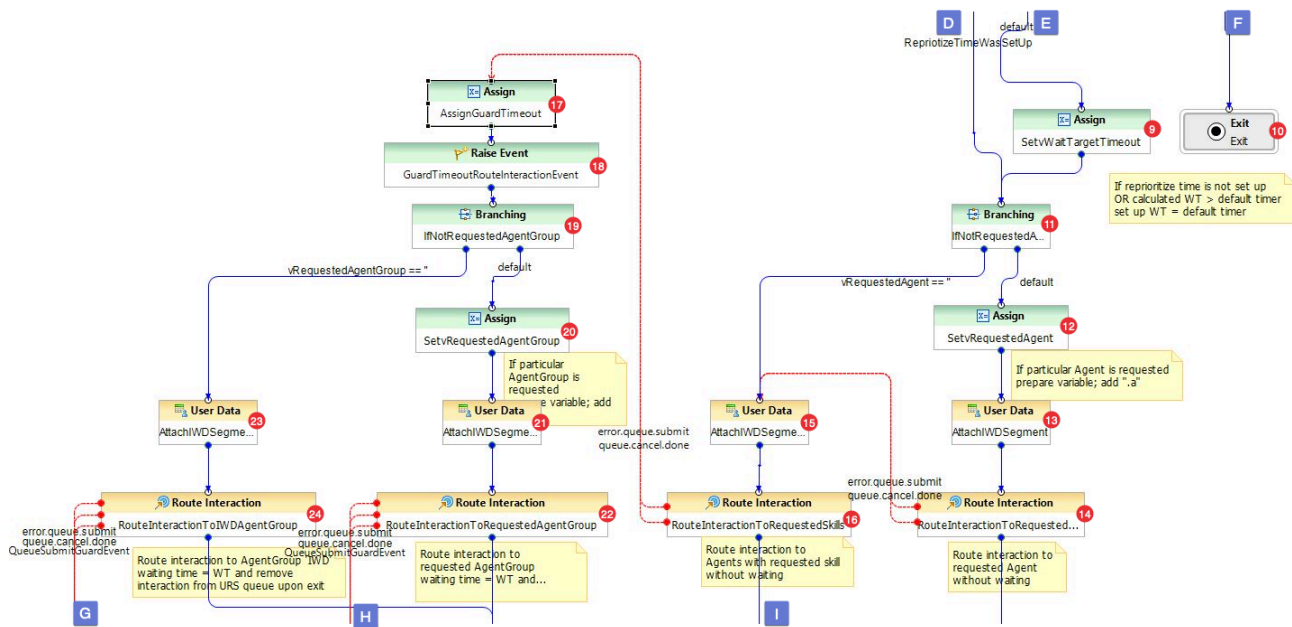 D
E
F
default
RepriotizeTimeWasSetUp
Assign
17
AssignGuardTimeout
Assign
9
SetvWaitTargetTimeout
Exit
10
Exit
Raise Event
18
GuardTimeoutRouteInteractionEvent
If reprioritize time is not set up
OR calculated WT > default timer
set up WT = default timer
Branching
19
IfNotRequestedAgentGroup
Branching
11
IfNotRequestedA...
vRequestedAgentGroup == ''
default
vRequestedAgent == ''
default
Assign
20
SetvRequestedAgentGroup
Assign
12
SetvRequestedAgent
If particular
AgentGroup is
requested
e variable; add
If particular Agent is requested
prepare variable; add ".a"
User Data
23
AttachIWDSegme...
User Data
21
AttachIWDSegme...
User Data
15
AttachIWDSegme...
User Data
13
AttachIWDSegment
error.queue.submit
queue.cancel.done
error.queue.submit
queue.cancel.done
Route Interaction
24
RouteInteractionToIWDAgentGroup
Route Interaction
22
RouteInteractionToRequestedAgentGroup
Route Interaction
16
RouteInteractionToRequestedSkills
Route Interaction
14
RouteInteractionToRequested...
error.queue.submit
queue.cancel.done
QueueSubmitGuardEvent
error.queue.submit
queue.cancel.done
QueueSubmitGuardEvent
Route interaction to AgentGroup 'IWD
waiting time = WT and remove
interaction from URS queue upon exit
Route interaction to
requested AgentGroup
waiting time = WT and...
Route interaction to
Agents with requested skill
without waiting
Route interaction to
requested Agent
without waiting
G
H
I